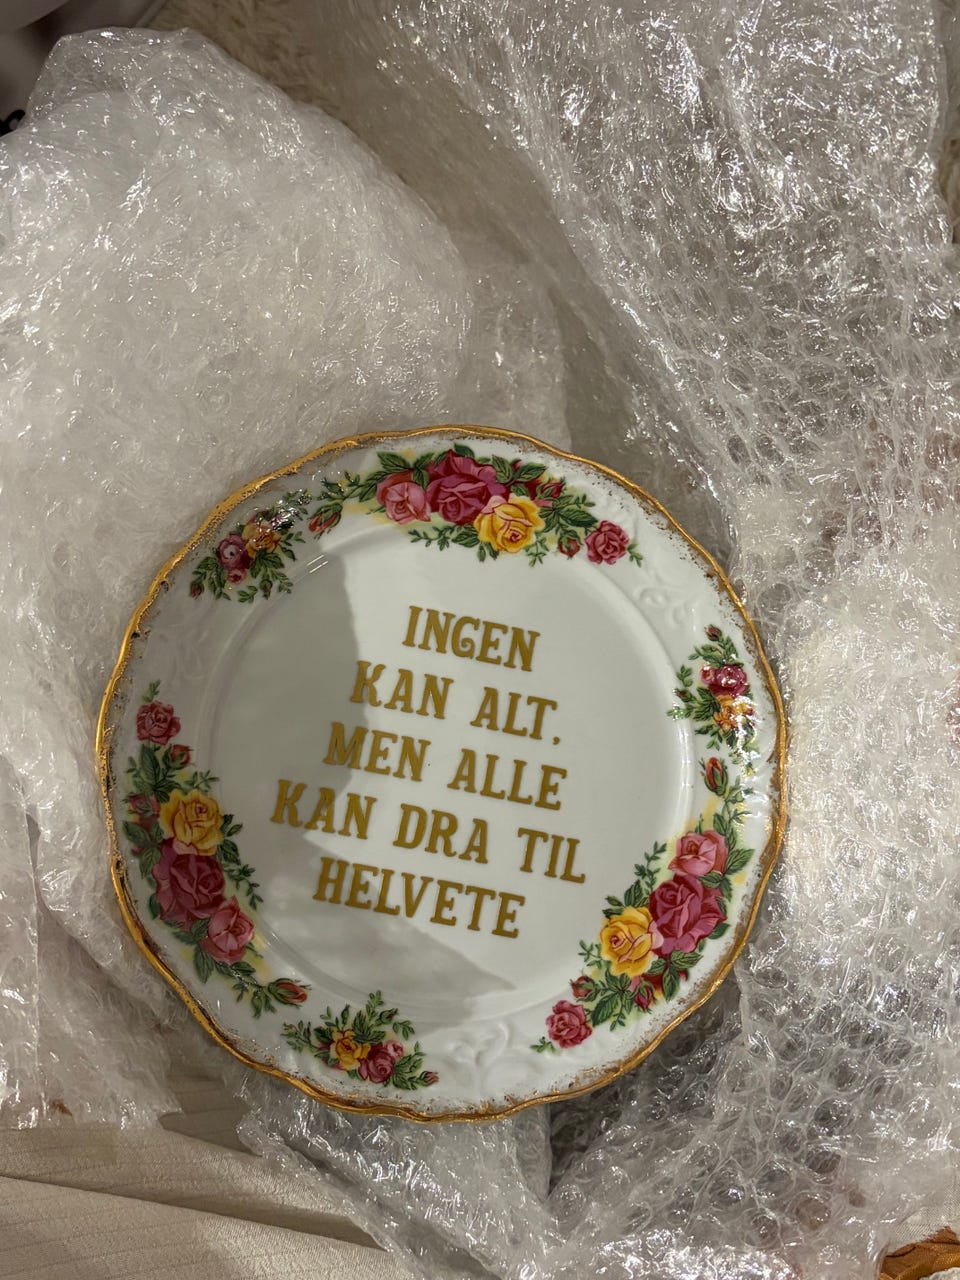 INGEN
KAN ALT,
MEN ALLE
KAN DRA TIL
HELVETE